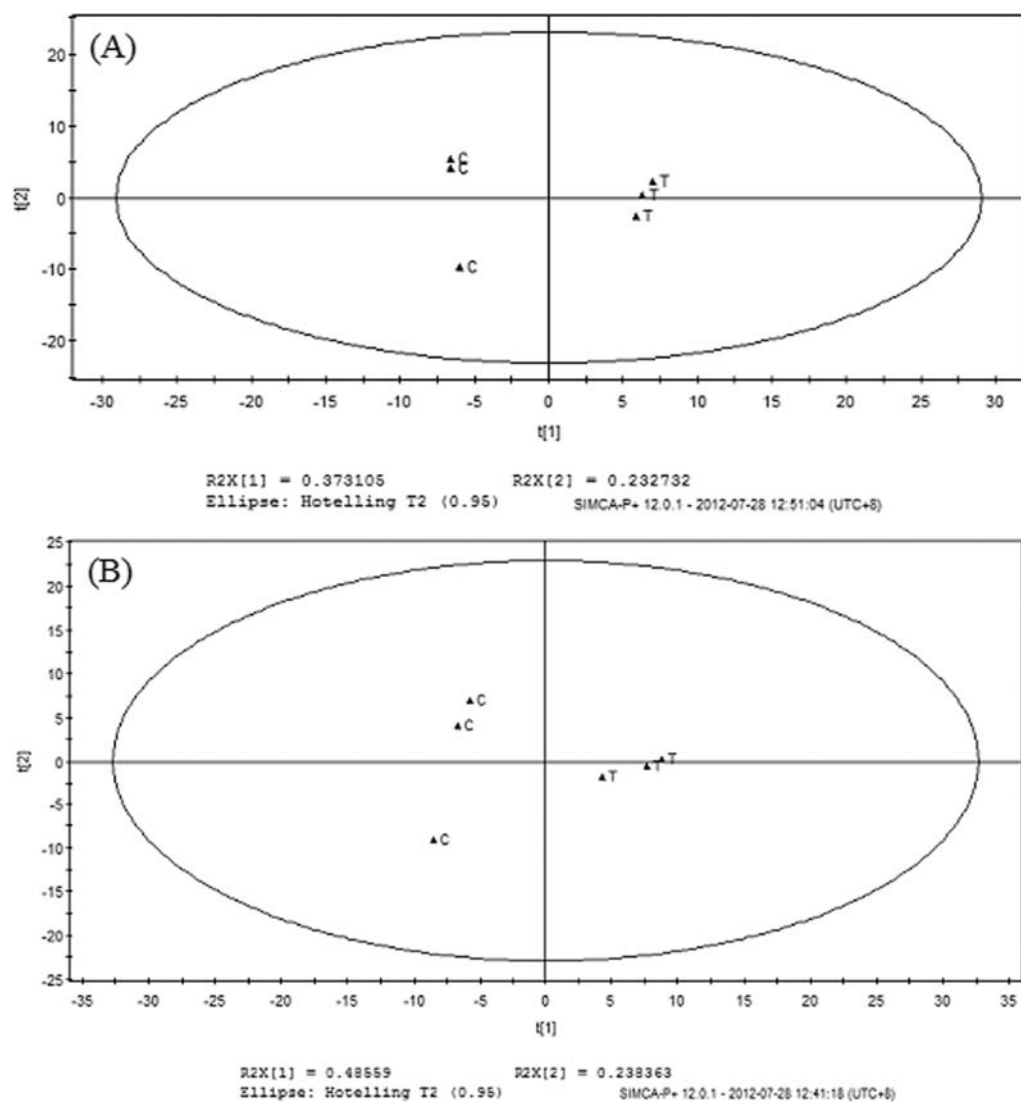 (A)
20
10
0
-10
-20
t[2]
C
C
C
T
T
T
-30 -25 -20 -15 -10 -5 0 5 10 15 20 25 30
t[1]
R2X[1] = 0.373105 R2X[2] = 0.232732
Ellipse: Hotelling T2 (0.95) SIMCA-P+ 12.0.1 - 2012-07-28 12:51:04 (UTC+8)
(B)
25
20
15
10
5
0
-5
-10
-15
-20
-25
t[2]
C
C
C
T
T
T
-35 -30 -25 -20 -15 -10 -5 0 5 10 15 20 25 30 35
t[1]
R2X[1] = 0.48559 R2X[2] = 0.238363
Ellipse: Hotelling T2 (0.95) SIMCA-P+ 12.0.1 - 2012-07-28 12:41:18 (UTC+8)